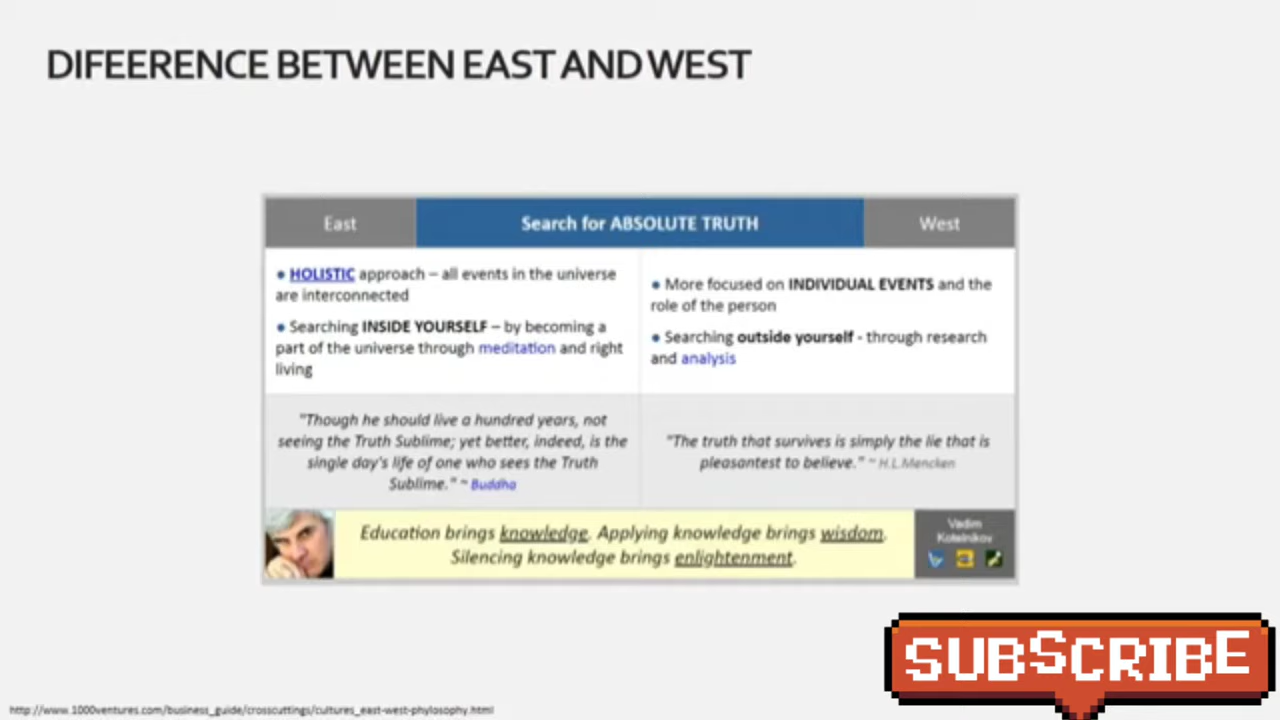 DIFEERENCE BETWEEN EAST AND WEST
East
Search for ABSOLUTE TRUTH
West
• HOLISTIC approach – all events in the universe
are interconnected
• Searching INSIDE YOURSELF – by becoming a
part of the universe through meditation and right
living
• More focused on INDIVIDUAL EVENTS and the
role of the person
• Searching outside yourself - through research
and analysis
"Though he should live a hundred years, not
seeing the Truth Sublime; yet better, indeed, is the
single day's life of one who sees the Truth
Sublime." ~ Buddha
"The truth that survives is simply the lie that is
pleasantest to believe." ~ H.L.Mencken
Education brings knowledge. Applying knowledge brings wisdom.
Silencing knowledge brings enlightenment.
Vadim
Kotelnikov
SUBSCRIBE
http://www.1000ventures.com/business_guide/crosscuttings/cultures_east-west-phylosophy.html